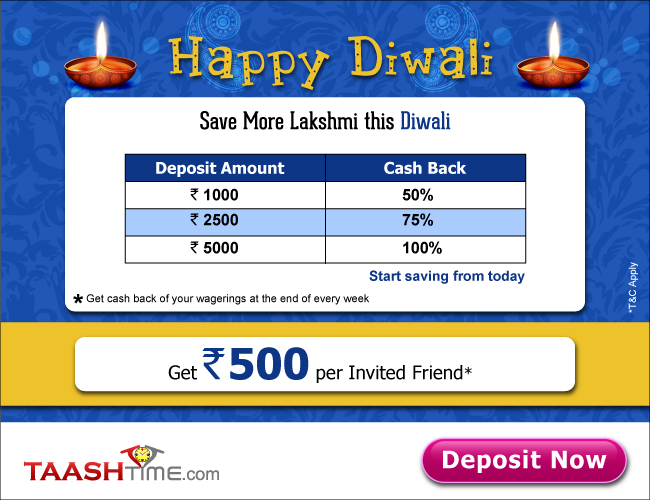 Happy Diwali
Save More Lakshmi this Diwali
Deposit Amount Cash Back
₹ 1000 50%
₹ 2500 75%
₹ 5000 100%
Start saving from today
* Get cash back of your wagerings at the end of every week
*T&C Apply
Get ₹500 per Invited Friend*
TAASHTIME.com
Deposit Now